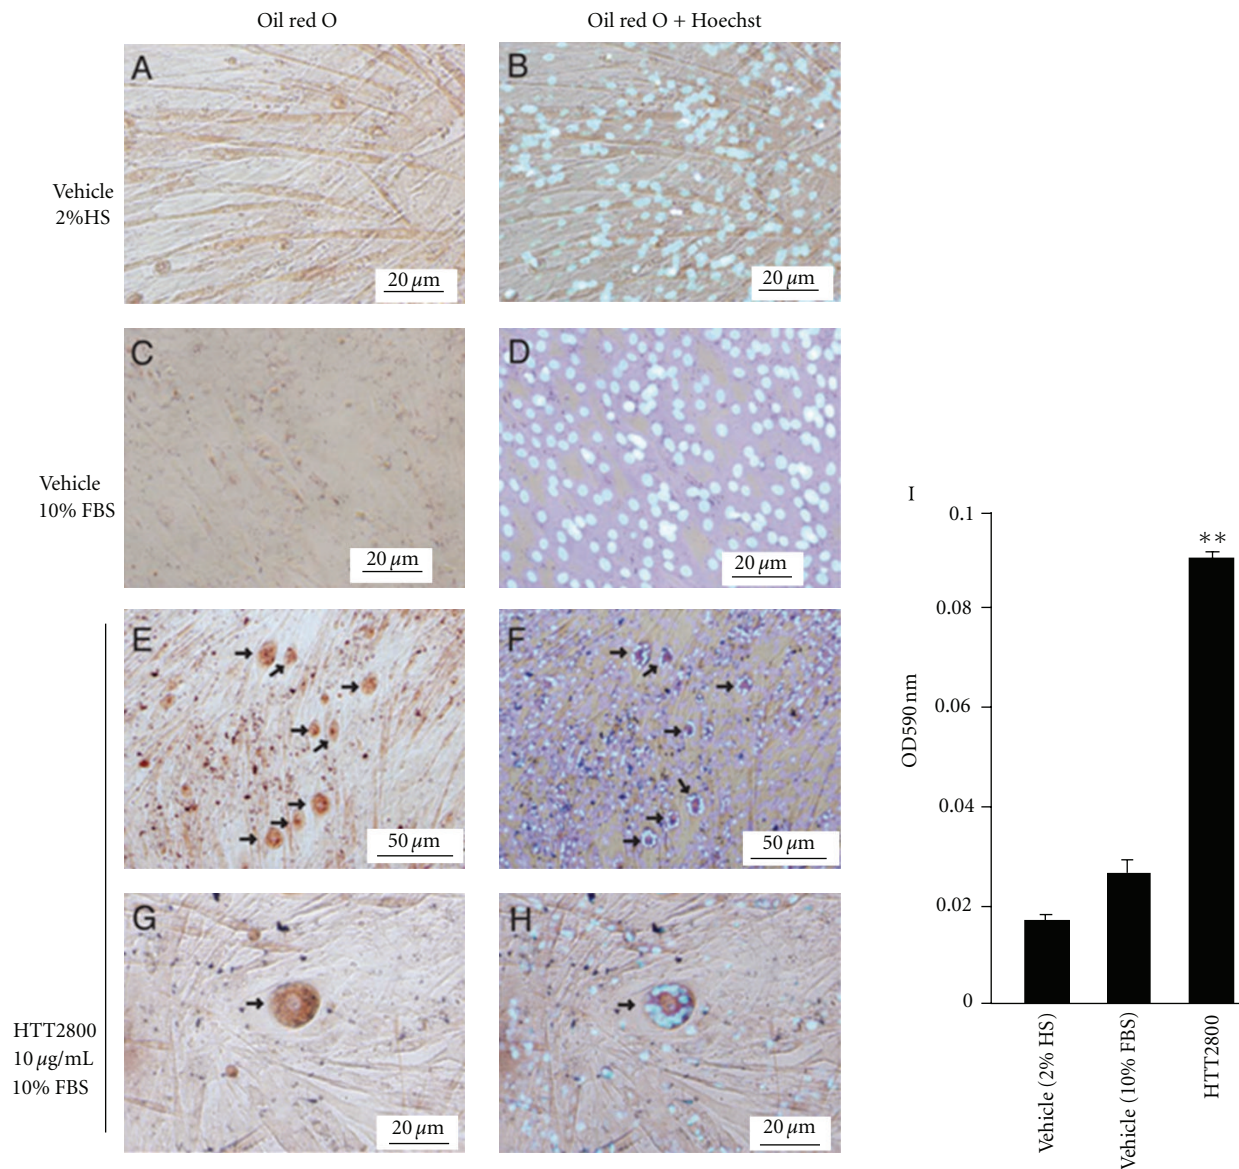 Oil red O
Oil red O + Hoechst
Vehicle
2%HS
A
20 µm
B
20 µm
Vehicle
10% FBS
C
20 µm
D
20 µm
HTT2800
10 µg/mL
10% FBS
E
50 µm
F
50 µm
G
20 µm
H
20 µm
I
OD590 nm
0.1
0.08
0.06
0.04
0.02
0
**
Vehicle (2% HS)
Vehicle (10% FBS)
HTT2800